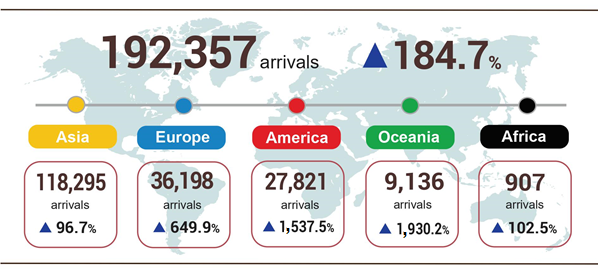 192,357 arrivals ▲ 184.7%
Asia Europe America Oceania Africa
118,295 36,198 27,821 9,136 907
arrivals arrivals arrivals arrivals arrivals
▲ 96.7% ▲ 649.9% ▲ 1,537.5% ▲ 1,930.2% ▲ 102.5%